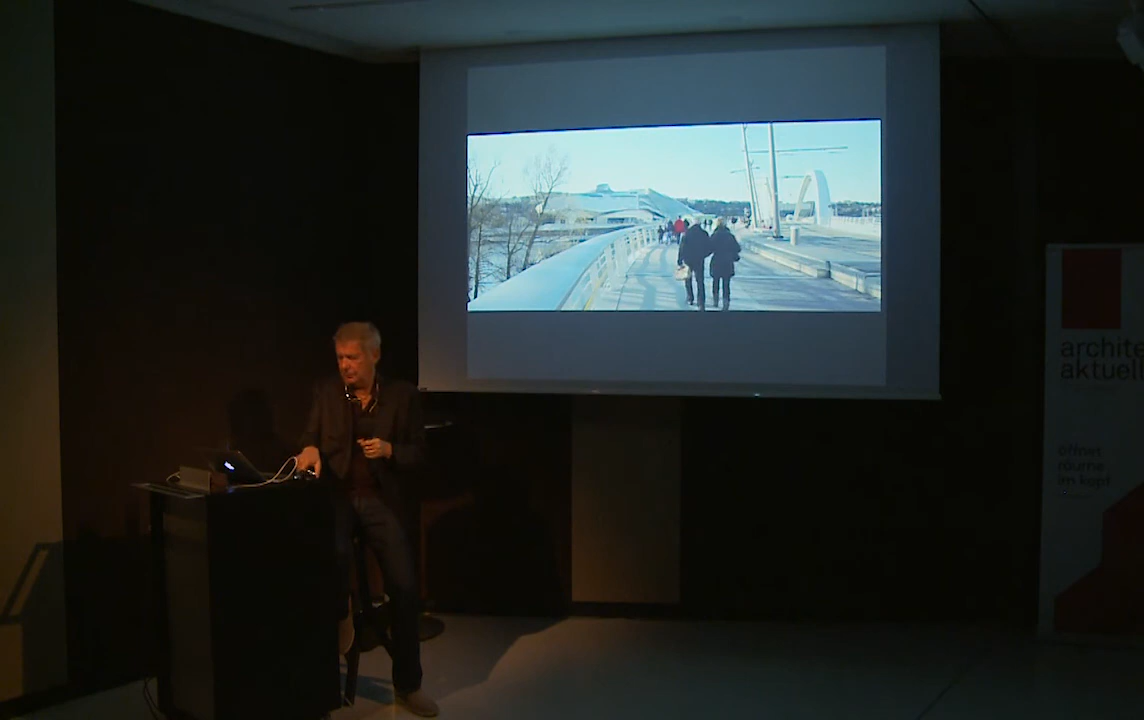 archite
aktuell
öffnet
räume
im kopf